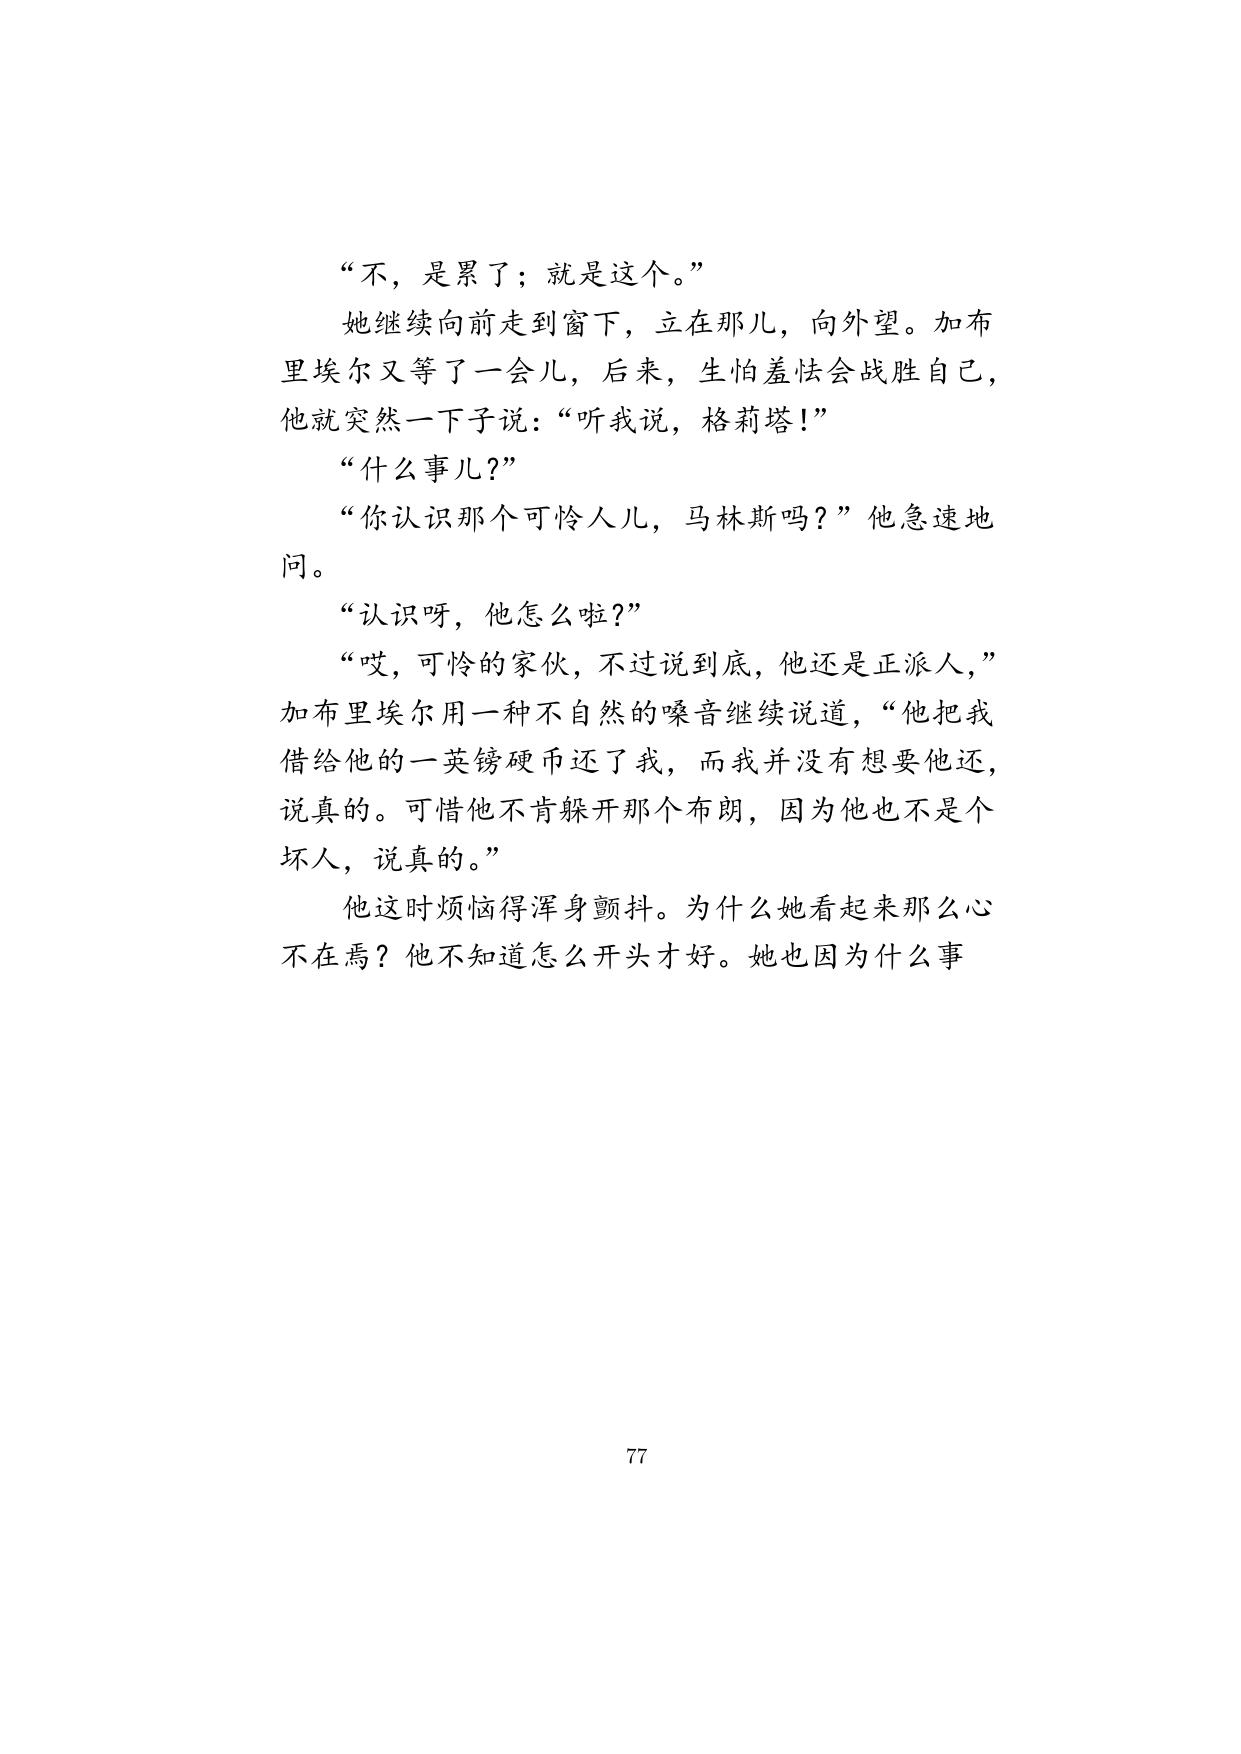 “不，是累了；就是这个。”
她继续向前走到窗下，立在那儿，向外望。加布
里埃尔又等了一会儿，后来，生怕羞怯会战胜自己，
他就突然一下子说：“听我说，格莉塔！”
“什么事儿？”
“你认识那个可怜人儿，马林斯吗？”他急速地
问。
“认识呀，他怎么啦？”
“哎，可怜的家伙，不过说到底，他还是正派人，”
加布里埃尔用一种不自然的嗓音继续说道，“他把我
借给他的一英镑硬币还了我，而我并没有想要他还，
说真的。可惜他不肯躲开那个布朗，因为他也不是个
坏人，说真的。”
他这时烦恼得浑身颤抖。为什么她看起来那么心
不在焉？他不知道怎么开头才好。她也因为什么事
77